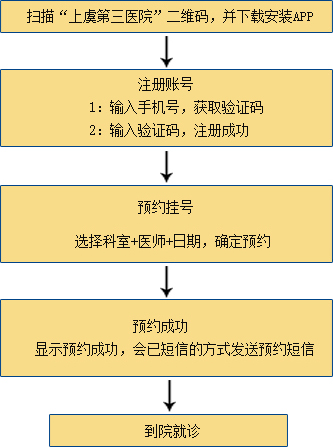 扫描“上虞第三医院”二维码，并下载安装APP
注册账号
1：输入手机号，获取验证码
2：输入验证码，注册成功
预约挂号
选择科室+医师+日期，确定预约
预约成功
显示预约成功，会已短信的方式发送预约短信
到院就诊